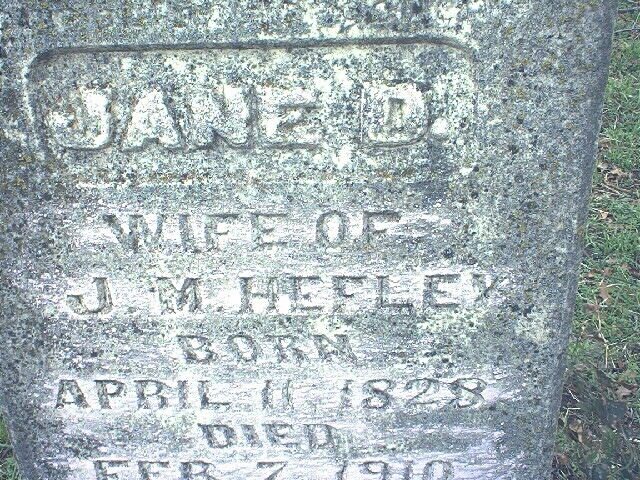 JANE D.
WIFE OF
J. M. HEFLEY
BORN
APRIL 11 1828
DIED
FEB. 7, 1910